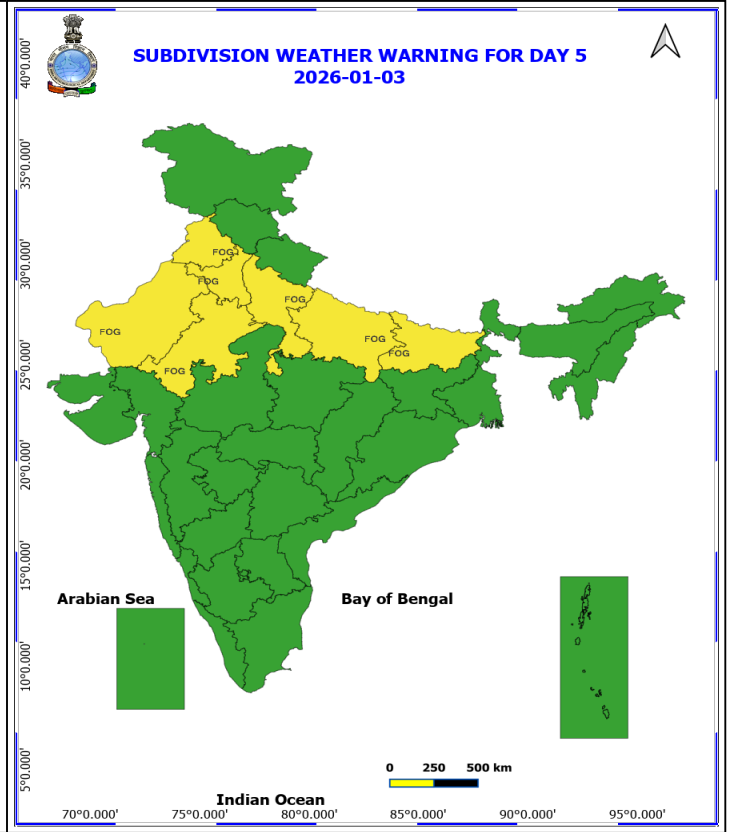 SUBDIVISION WEATHER WARNING FOR DAY 5
2026-01-03
40°0.000'
35°0.000'
30°0.000'
25°0.000'
20°0.000'
15°0.000'
10°0.000'
5°0.000'
FOG
FOG
FOG
FOG
FOG
FOG
FOG
Arabian Sea
Bay of Bengal
0 250 500 km
Indian Ocean
70°0.000' 75°0.000' 80°0.000' 85°0.000' 90°0.000' 95°0.000'